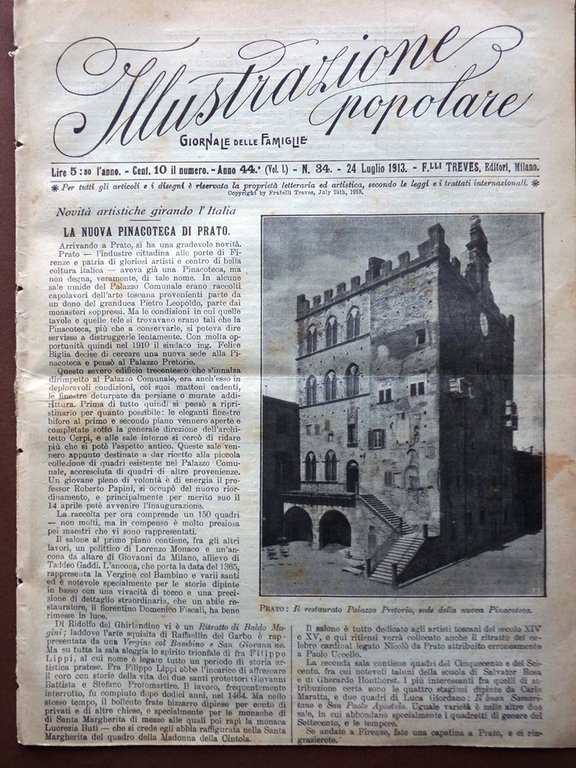 Illustrazione
popolare
GIORNALE DELLE FAMIGLIE
Lire 5:50 l'anno. - Cent. 10 il numero. - Anno 44.º (Vol. L) - N. 34. - 24 Luglio 1913. - F.LLI TREVES, Editori, Milano.
Per tutti gli articoli e i disegni è riservata la proprietà letteraria ed artistica, secondo le leggi e i trattati internazionali.
Copyright by Fratelli Treves, July 24th, 1913.
Novità artistiche girando l'Italia
LA NUOVA PINACOTECA DI PRATO.
Arrivando a Prato, si ha una gradevole novità.
Prato — l'industre cittadina alle porte di Fi-
renze e patria di gloriosi artisti e centro di bella
coltura italica — aveva già una Pinacoteca, ma
non degna, veramente, di tale nome. In alcune
sale umide del Palazzo Comunale erano raccolti
capolavori dell'arte toscana provenienti parte da
un dono del granduca Pietro Leopoldo, parte dai
monasteri soppressi. Ma le condizioni in cui quelle
tavole e quelle tele si trovavano erano tali che la
Pinacoteca, più che a conservarle, si poteva dire
servisse a distruggerle lentamente. Con molta op-
portunità quindi nel 1910 il sindaco ing. Felice
Biglia decise di cercare una nuova sede alla Pi-
nacoteca e pensò al Palazzo Pretorio.
Questo severo edificio trecentesco che s'innalza
dirimpetto al Palazzo Comunale, era anch'esso in
deplorevoli condizioni, coi suoi mattoni cadenti,
le finestre deturpate da persiane o murate addi-
rittura. Prima di tutto quindi si pensò a ripri-
stinarlo per quanto possibile: le eleganti finestre
bifore al primo e secondo piano vennero aperte e
completate sotto la generale direzione dell'archi-
tetto Cerpi, e alle sale interne si cercò di ridare
più che si potè l'aspetto antico. Queste sale ven-
nero appunto destinate a dar ricetto alla piccola
collezione di quadri esistente nel Palazzo Comu-
nale, accresciuta di quadri di altre provenienze.
Un giovane pieno di volontà e di energia il pro-
fessor Roberto Papini, si occupò del nuovo rior-
dinamento, e principalmente per merito suo il
14 aprile potè avvenire l'inaugurazione.
La raccolta per ora comprende un 150 quadri
— non molti, ma in compenso è molto preziosa
pei maestri che vi sono rappresentati.
Il salone al primo piano contiene, fra gli altri
lavori, un polittico di Lorenzo Monaco e un'an-
cona da altare di Giovanni da Milano, allievo di
Taddeo Gaddi. L'ancona, che porta la data del 1365,
rappresenta la Vergine col Bambino e varii santi
ed è notevole specialmente per le storie dipinte
in basso con una vivacità di tocco e una preci-
sione di dettaglio straordinaria, che un abile re-
stauratore, il fiorentino Domenico Fiscali, ha rese
bene rimirare.
Di Ridolfo del Ghirlandino vi è un Ritratto di Baldo Ma-
gini; laddove l'arte squisita di Raffaellin del Garbo è rap-
presentata da una Vergine col Bambino e San Giovanni.
Ma su tutta la sala aleggia lo spirito trionfale di fra Filippo
Lippi, al cui nome è legato tutto un periodo di storia ar-
tistica pratese. Fra Filippo Lippi ebbe l'incarico di affrescare
il coro con storie della vita dei due santi protettori Giovanni
Battista e Stefano Protomartire. Il lavoro, frequentemente
interrotto, fu compiuto dopo dodici anni, nel 1464. Ma nello
stesso tempo, il bollente frate bizzarro dipinse per conto di
privati e di altre chiese, e specialmente per le monache di
di Santa Margherita di mezzo alle quali poi rapì la monaca
Lucrezia Buti — che si crede egli abbia raffigurata nella Santa
Margherita del quadro della Madonna della Cintola.
PRATO: Il restaurato Palazzo Pretorio, sede della nuova Pinacoteca.
Il salone è tutto dedicato agli artisti toscani del secolo XIV
e XV, e qui ritiensi verrà collocato anche il ritratto del ce-
lebre cardinal legato Nicolò da Prato attribuito erroneamente
a Paolo Uccello.
La seconda sala contiene quadri del Cinquecento e del Sei-
cento, fra cui notevoli taluni della scuola di Salvator Rosa
e di Gherardo Honttorst. I più interessanti fra quelli di at-
tribuzione certa sono le quattro stagioni dipinte da Carlo
Maratta, e due quadri di Luca Giordano: Il buon Samari-
tano e San Paolo Apostolo. Uguale varietà è nelle altre due
sale, in cui abbondano specialmente i quadretti di genere del
settecento, e le tempere.
Se andate a Firenze, fate una capatina a Prato, e ci rin-
grazierete.